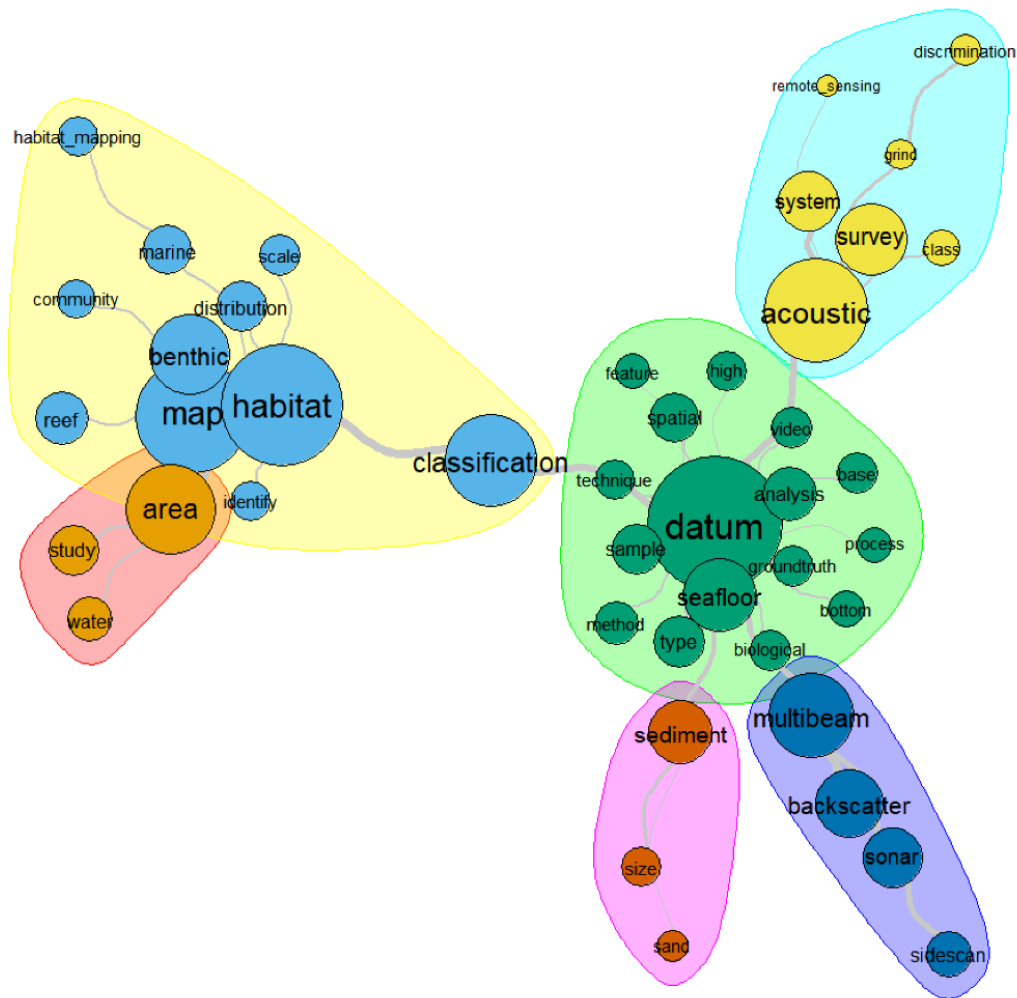 discrimination
remote_sensing
habitat_mapping
grind
system
survey
class
marine
scale
community
distribution
acoustic
benthic
feature
high
map
habitat
spatial
reef
video
classification
technique
base
identify
analysis
area
datum
study
sample
process
groundtruth
seafloor
bottom
water
method
type
biological
multibeam
sediment
backscatter
sonar
size
sand
sidescan